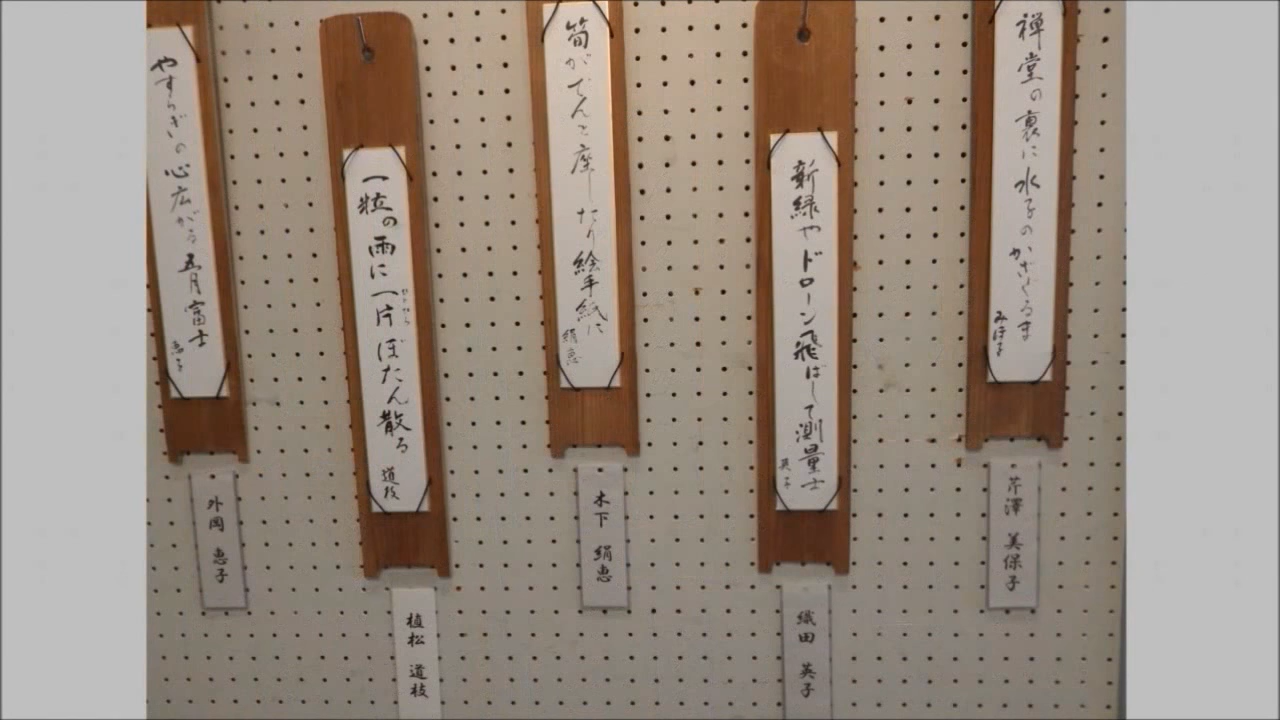 禅堂の裏に水子のかざぐるま
みほ子
芹澤 美保子
新緑やドローン飛ばして測量士
英子
織田 英子
筍がでんと座したり絵手紙に
絹恵
木下 絹恵
一粒の雨に一片ぼたん散る
ひとひら
道枝
植松 道枝
やすらぎの心広がる五月富士
恵子
外岡 恵子